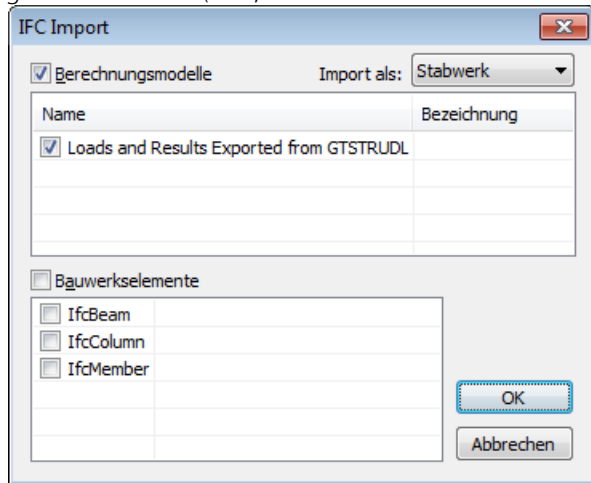 IFC Import
Berechnungsmodelle Import als: Stabwerk
Name Bezeichnung
Loads and Results Exported from GTSTRUDL
Bauwerkselemente
IfcBeam
IfcColumn
IfcMember
OK
Abbrechen